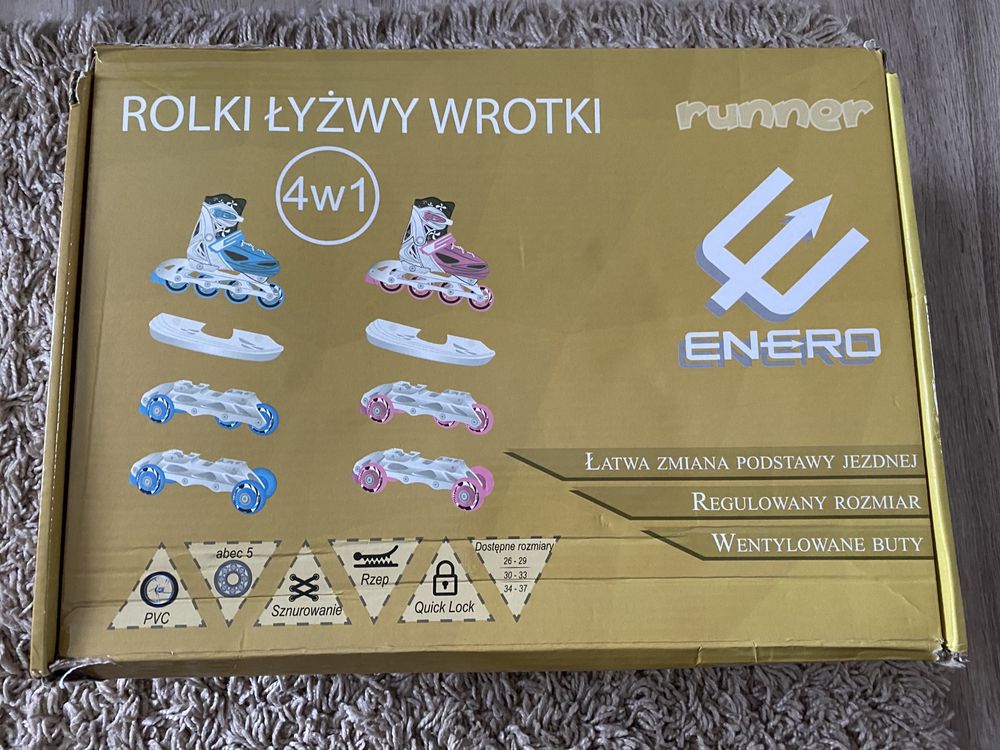 ROLKI ŁYŻWY WROTKI
runner
4w1
ENERO
ŁATWA ZMIANA PODSTAWY JEZDNEJ
REGULOWANY ROZMIAR
WENTYLOWANE BUTY
PVC
abec 5
Sznurowanie
Rzep
Quick Lock
Dostępne rozmiary
26 - 29
30 - 33
34 - 37